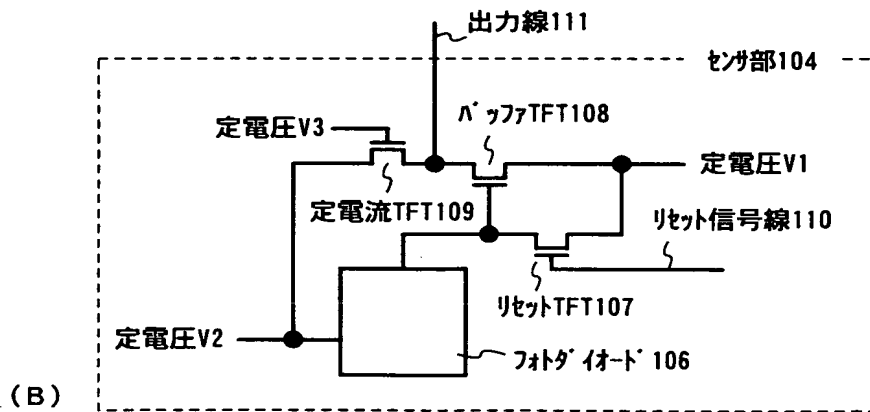 出力線111
センサ部104
定電圧V3
バッファTFT108
定電圧V1
定電流TFT109
リセット信号線110
リセットTFT107
定電圧V2
フォトダイオード106
(B)